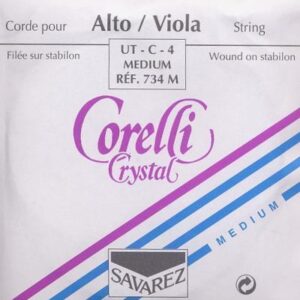 Corde pour Alto / Viola String
Filée sur stabilon UT - C - 4 Wound on stabilon
MEDIUM
RÉF. 734 M
Corelli
Crystal
MEDIUM
SAVAREZ